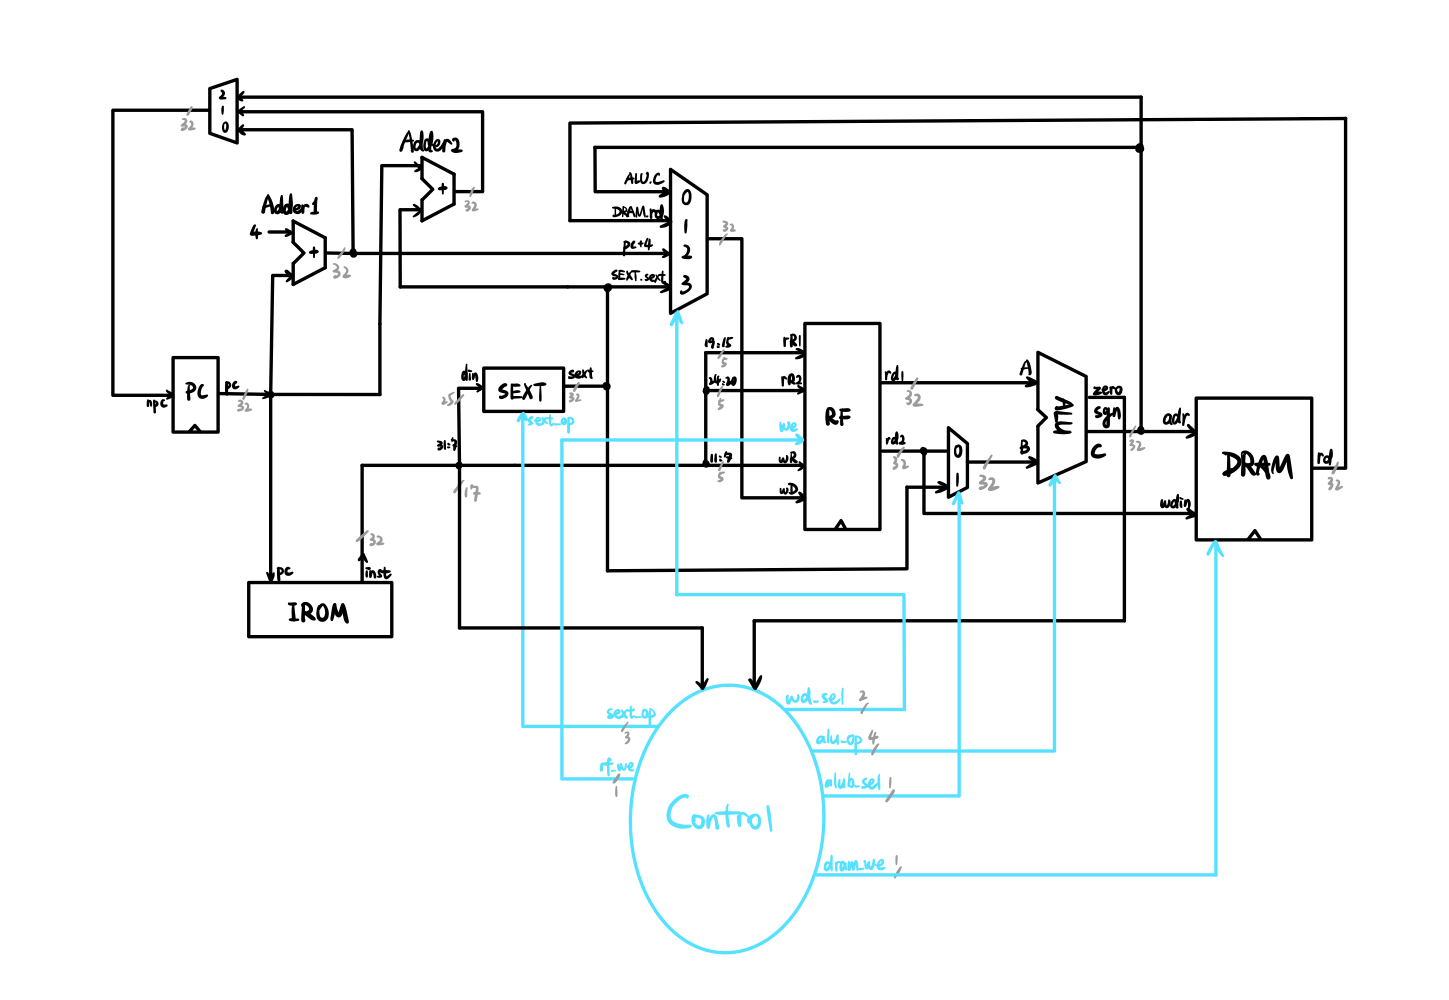 2
1
0
32
Adder2
+
32
Adder1
4
+
32
ALU.C
0
DRAM.rd
1
pc+4
2
SEXT.sext
3
32
npc
PC
pc
32
din
25
SEXT
sext
32
sext_op
31:7
17
19:15
5
rR1
24:20
5
rR2
we
11:7
5
wR
wD
RF
rd1
32
rd2
32
0
1
32
A
B
ALU
zero
sgn
C
32
adr
wdin
DRAM
rd
32
pc
inst
32
IROM
sext_op
3
rf_we
1
Control
wd_sel
2
alu_op
4
alub_sel
1
dram_we
1